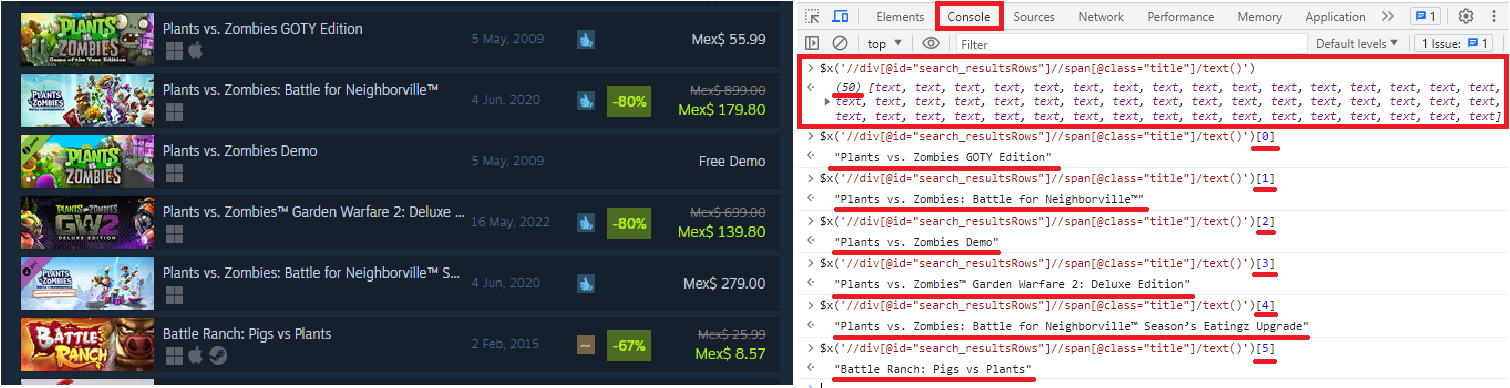 PLANTS vs. ZOMBIES
Game of the Year Edition
Plants vs. Zombies GOTY Edition
5 May, 2009
Mex$ 55.99
PLANTS ZOMBIES
Plants vs. Zombies: Battle for Neighborville™
4 Jun, 2020
-80%
Mex$ 899.00
Mex$ 179.80
PLANTS vs. ZOMBIES
Plants vs. Zombies Demo
5 May, 2009
Free Demo
PLANTS ZOMBIES
GW2
DELUXE EDITION
Plants vs. Zombies™ Garden Warfare 2: Deluxe ...
16 May, 2022
-80%
Mex$ 699.00
Mex$ 139.80
PLANTS ZOMBIES
Plants vs. Zombies: Battle for Neighborville™ S...
4 Jun, 2020
Mex$ 279.00
BATTLE RANCH
Battle Ranch: Pigs vs Plants
2 Feb, 2015
-67%
Mex$ 25.99
Mex$ 8.57
Elements Console Sources Network Performance Memory Application 1
top Filter Default levels 1 Issue: 1
$x('//div[@id="search_resultsRows"]//span[@class="title"]/text()')
(50) [text, text, text, text, text, text, text, text, text, text, text, text, text, text, text, text,
text, text, text, text, text, text, text, text, text, text, text, text, text, text, text, text, text,
text, text, text, text, text, text, text, text, text, text, text, text, text, text, text, text, text]
$x('//div[@id="search_resultsRows"]//span[@class="title"]/text()')[0]
"Plants vs. Zombies GOTY Edition"
$x('//div[@id="search_resultsRows"]//span[@class="title"]/text()')[1]
"Plants vs. Zombies: Battle for Neighborville™"
$x('//div[@id="search_resultsRows"]//span[@class="title"]/text()')[2]
"Plants vs. Zombies Demo"
$x('//div[@id="search_resultsRows"]//span[@class="title"]/text()')[3]
"Plants vs. Zombies™ Garden Warfare 2: Deluxe Edition"
$x('//div[@id="search_resultsRows"]//span[@class="title"]/text()')[4]
"Plants vs. Zombies: Battle for Neighborville™ Season’s Eatingz Upgrade"
$x('//div[@id="search_resultsRows"]//span[@class="title"]/text()')[5]
"Battle Ranch: Pigs vs Plants"